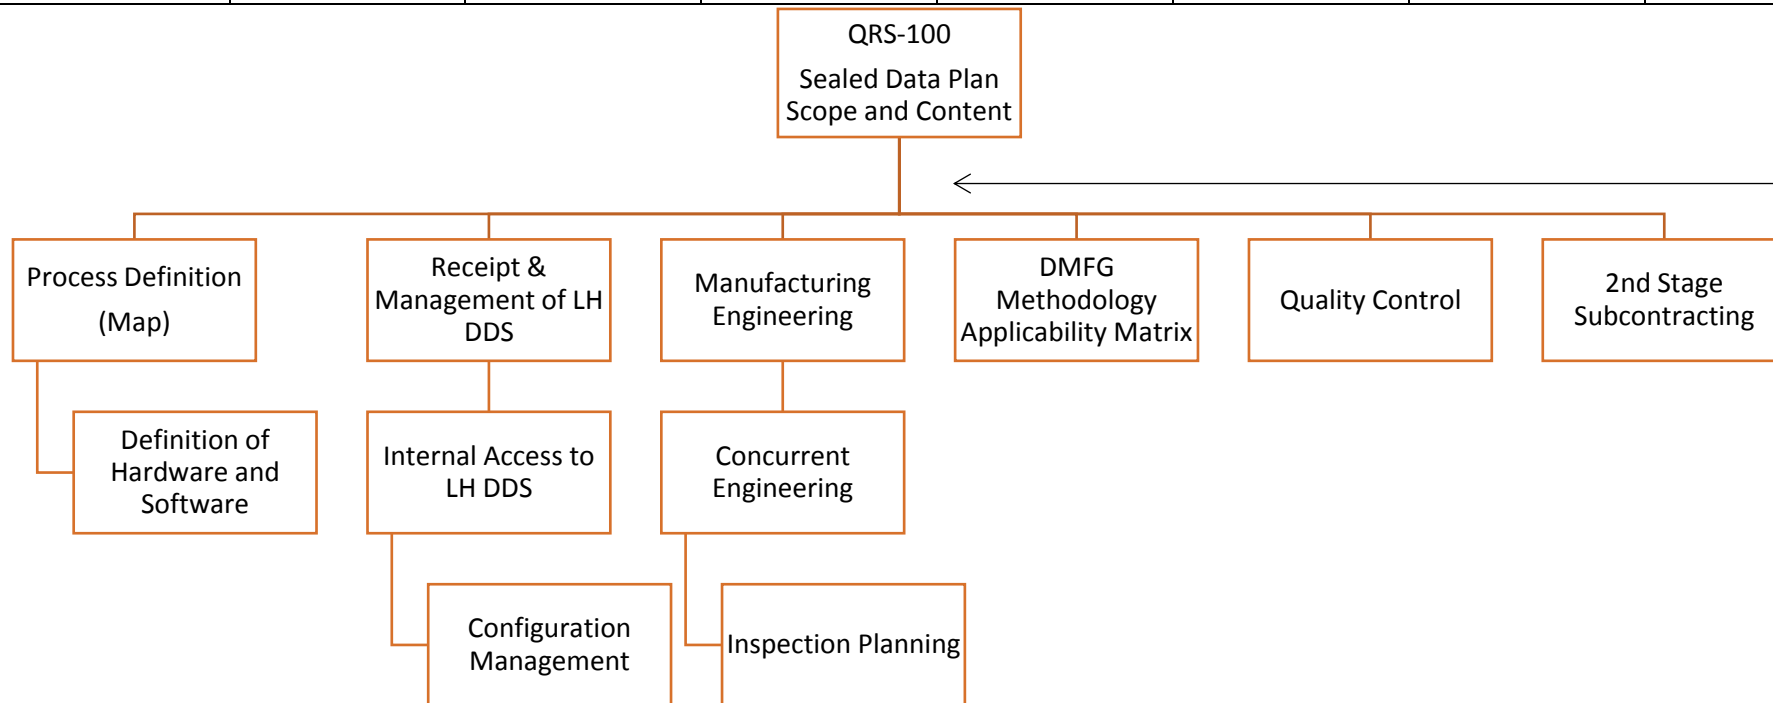 QRS-100
Sealed Data Plan
Scope and Content
Process Definition
(Map)
Receipt &
Management of LH
DDS
Manufacturing
Engineering
DMFG
Methodology
Applicability Matrix
Quality Control
2nd Stage
Subcontracting
Definition of
Hardware and
Software
Internal Access to
LH DDS
Concurrent
Engineering
Configuration
Management
Inspection Planning